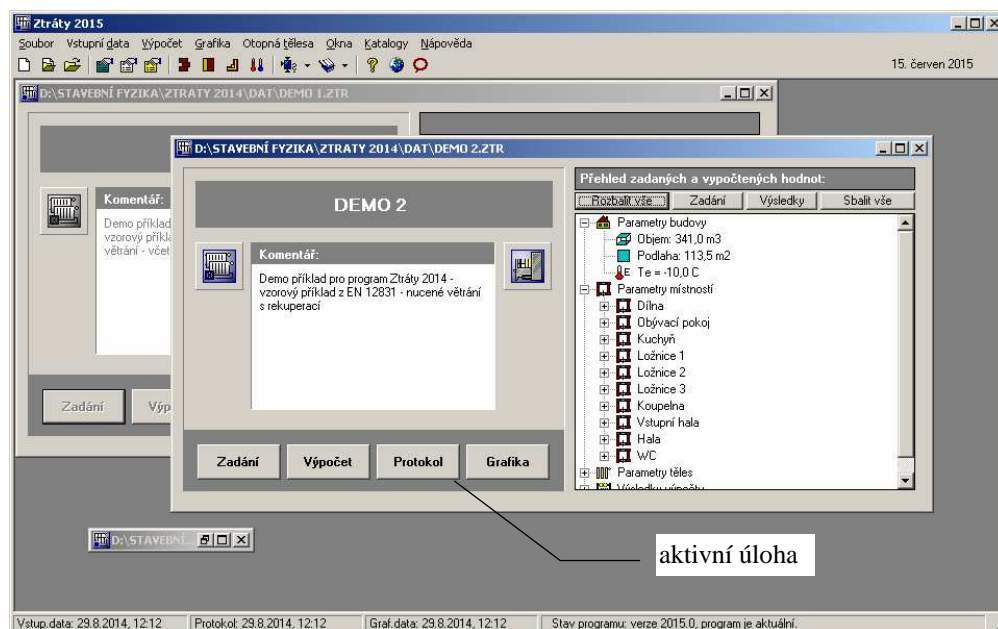 Ztráty 2015
Soubor Vstupní data Výpočet Grafika Otopná tělesa Okna Katalogy Nápověda
15. červen 2015
D:\STAVEBNÍ FYZIKA\ZTRATY 2014\DAT\DEMO 1.ZTR
D:\STAVEBNÍ FYZIKA\ZTRATY 2014\DAT\DEMO 2.ZTR
Komentář:
Demo příklad
vzorový příkla
větrání - včet
Zadání Výp
DEMO 2
Komentář:
Demo příklad pro program Ztráty 2014 -
vzorový příklad z EN 12831 - nucené větrání
s rekuperací
Zadání Výpočet Protokol Grafika
Přehled zadaných a vypočtených hodnot:
Rozbalit vše Zadání Výsledky Sbalit vše
Parametry budovy
Objem: 341,0 m3
Podlaha: 113,5 m2
E Te = -10,0 C
Parametry místností
Dílna
Obývací pokoj
Kuchyň
Ložnice 1
Ložnice 2
Ložnice 3
Koupelna
Vstupní hala
Hala
WC
Parametry těles
Výsledky výpočtu
D:\STAVEBNÍ...
aktivní úloha
Vstup.data: 29.8.2014, 12:12 Protokol: 29.8.2014, 12:12 Graf.data: 29.8.2014, 12:12 Stav programu: verze 2015.0, program je aktuální.